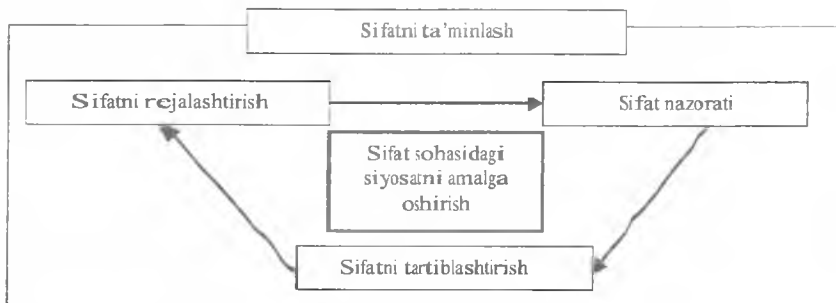 Sifatni ta’minlash
Sifatni rejalashtirish
Sifat nazorati
Sifat sohasidagi
siyosatni amalga
oshirish
Sifatni tartiblashtirish